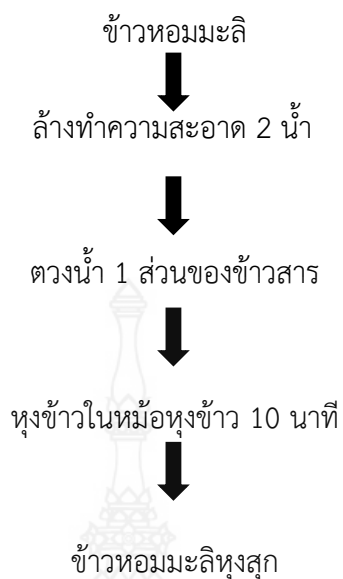 ข้าวหอมมะลิ
ล้างทำความสะอาด 2 น้ำ
ตวงน้ำ 1 ส่วนของข้าวสาร
หุงข้าวในหม้อหุงข้าว 10 นาที
ข้าวหอมมะลิหุงสุก